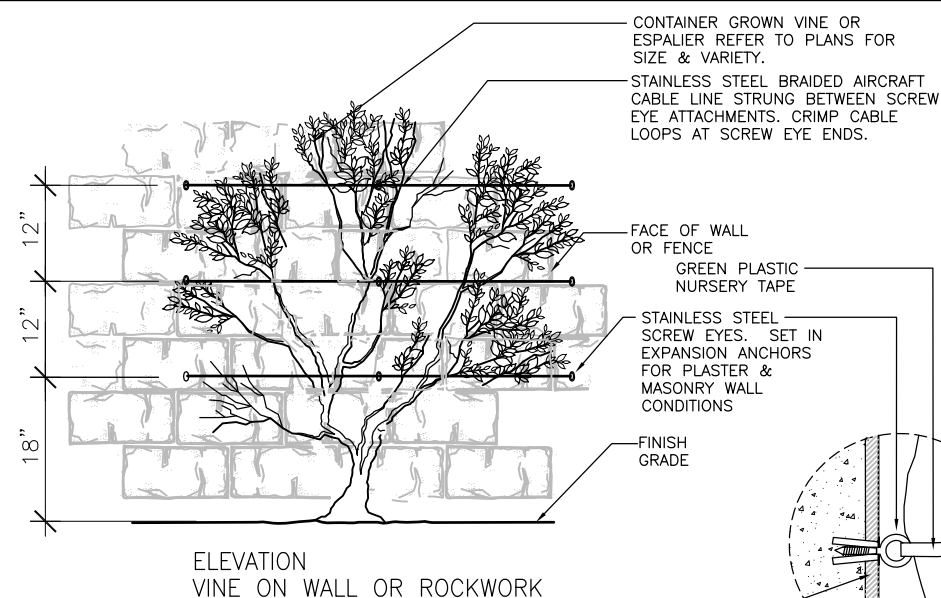 CONTAINER GROWN VINE OR
ESPALIER REFER TO PLANS FOR
SIZE & VARIETY.
STAINLESS STEEL BRAIDED AIRCRAFT
CABLE LINE STRUNG BETWEEN SCREW
EYE ATTACHMENTS. CRIMP CABLE
LOOPS AT SCREW EYE ENDS.
FACE OF WALL
OR FENCE
GREEN PLASTIC
NURSERY TAPE
STAINLESS STEEL
SCREW EYES. SET IN
EXPANSION ANCHORS
FOR PLASTER &
MASONRY WALL
CONDITIONS
FINISH
GRADE
12"
12"
18"
ELEVATION
VINE ON WALL OR ROCKWORK